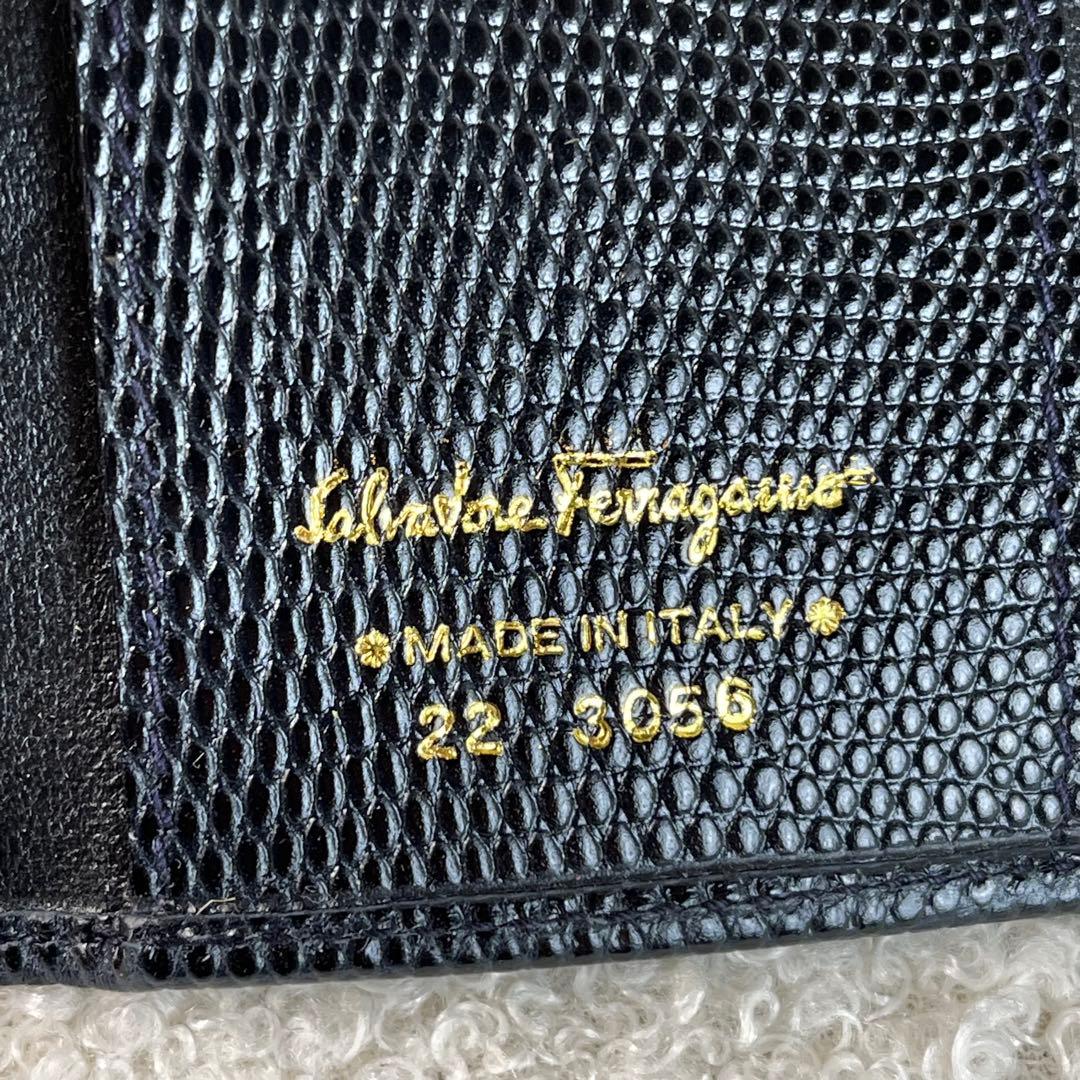 Salvatore Ferragamo
MADE IN ITALY
22 3056